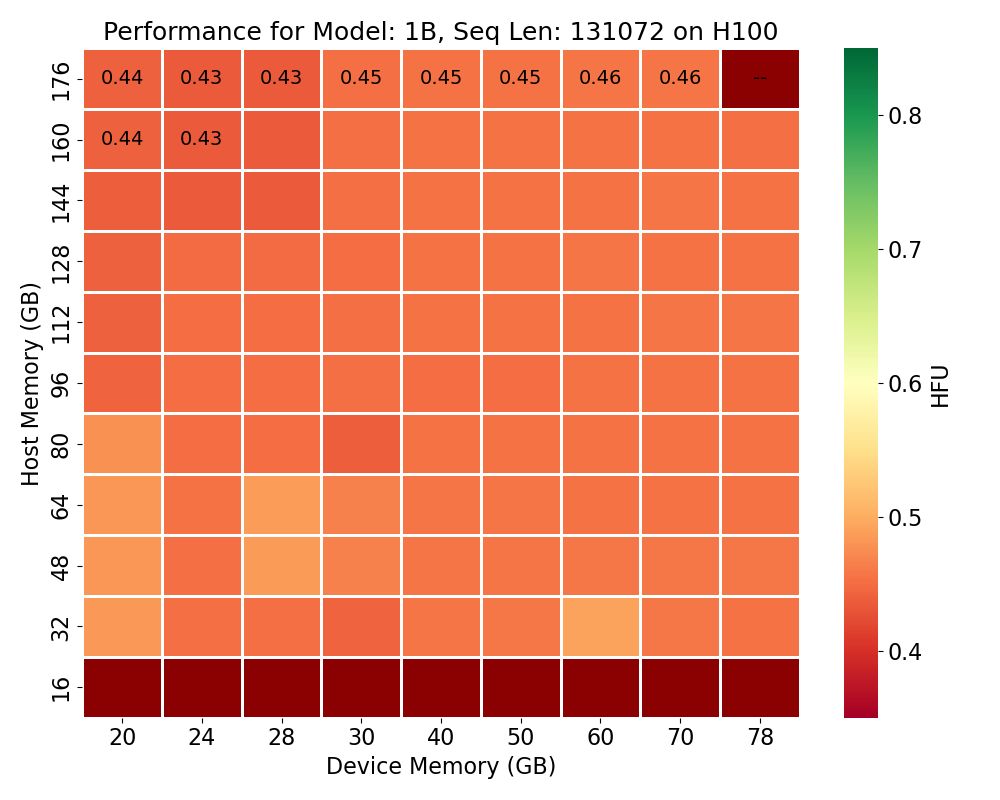 Performance for Model: 1B, Seq Len: 131072 on H100
176 0.44 0.43 0.43 0.45 0.45 0.45 0.46 0.46 --
160 0.44 0.43
144
128
112
96
80
64
48
32
16
Host Memory (GB)
20 24 28 30 40 50 60 70 78
Device Memory (GB)
0.8
0.7
0.6
0.5
0.4
HFU